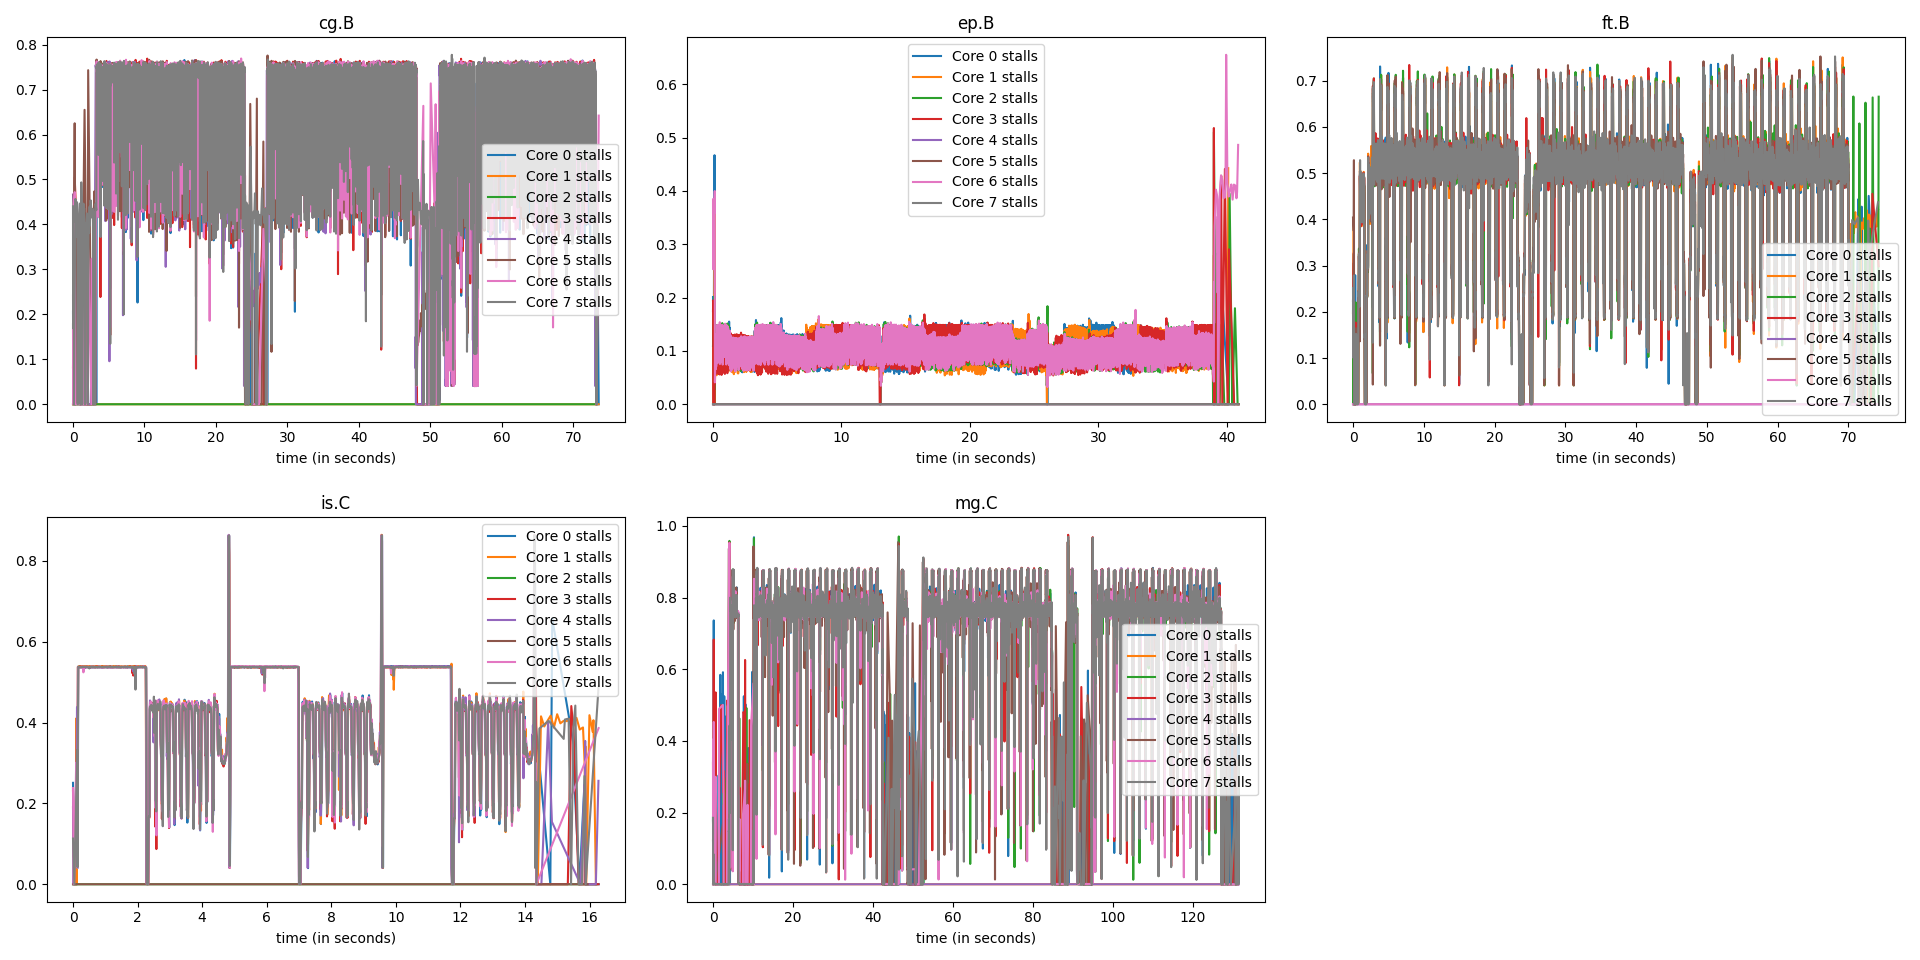 cg.B
0.8
0.7
0.6
0.5
0.4
0.3
0.2
0.1
0.0
Core 0 stalls
Core 1 stalls
Core 2 stalls
Core 3 stalls
Core 4 stalls
Core 5 stalls
Core 6 stalls
Core 7 stalls
0 10 20 30 40 50 60 70
time (in seconds)
ep.B
0.6
0.5
0.4
0.3
0.2
0.1
0.0
Core 0 stalls
Core 1 stalls
Core 2 stalls
Core 3 stalls
Core 4 stalls
Core 5 stalls
Core 6 stalls
Core 7 stalls
0 10 20 30 40
time (in seconds)
ft.B
0.7
0.6
0.5
0.4
0.3
0.2
0.1
0.0
Core 0 stalls
Core 1 stalls
Core 2 stalls
Core 3 stalls
Core 4 stalls
Core 5 stalls
Core 6 stalls
Core 7 stalls
0 10 20 30 40 50 60 70
time (in seconds)
is.C
0.8
0.6
0.4
0.2
0.0
Core 0 stalls
Core 1 stalls
Core 2 stalls
Core 3 stalls
Core 4 stalls
Core 5 stalls
Core 6 stalls
Core 7 stalls
0 2 4 6 8 10 12 14 16
time (in seconds)
mg.C
1.0
0.8
0.6
0.4
0.2
0.0
Core 0 stalls
Core 1 stalls
Core 2 stalls
Core 3 stalls
Core 4 stalls
Core 5 stalls
Core 6 stalls
Core 7 stalls
0 20 40 60 80 100 120
time (in seconds)